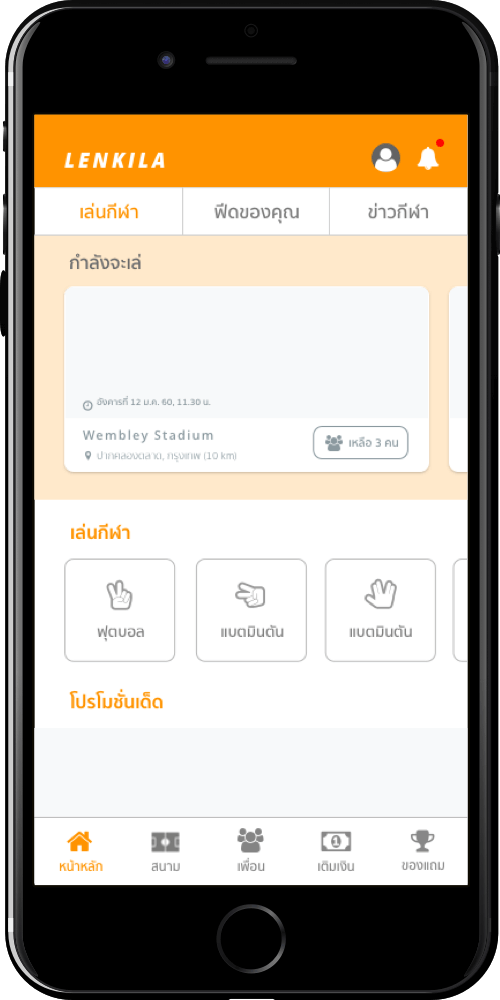 LENKILA
เล่นกีฬา ฟีดของคุณ ข่าวกีฬา
กำลังจะเล่
อังคารที่ 12 ม.ค. 60, 11.30 น.
Wembley Stadium
เหลือ 3 คน
ปากคลองตลาด, กรุงเทพ (10 km)
เล่นกีฬา
ฟุตบอล แบตมินตัน แบตมินตัน
โปรโมชั่นเด็ด
หน้าหลัก สนาม เพื่อน เติมเงิน ของแถม